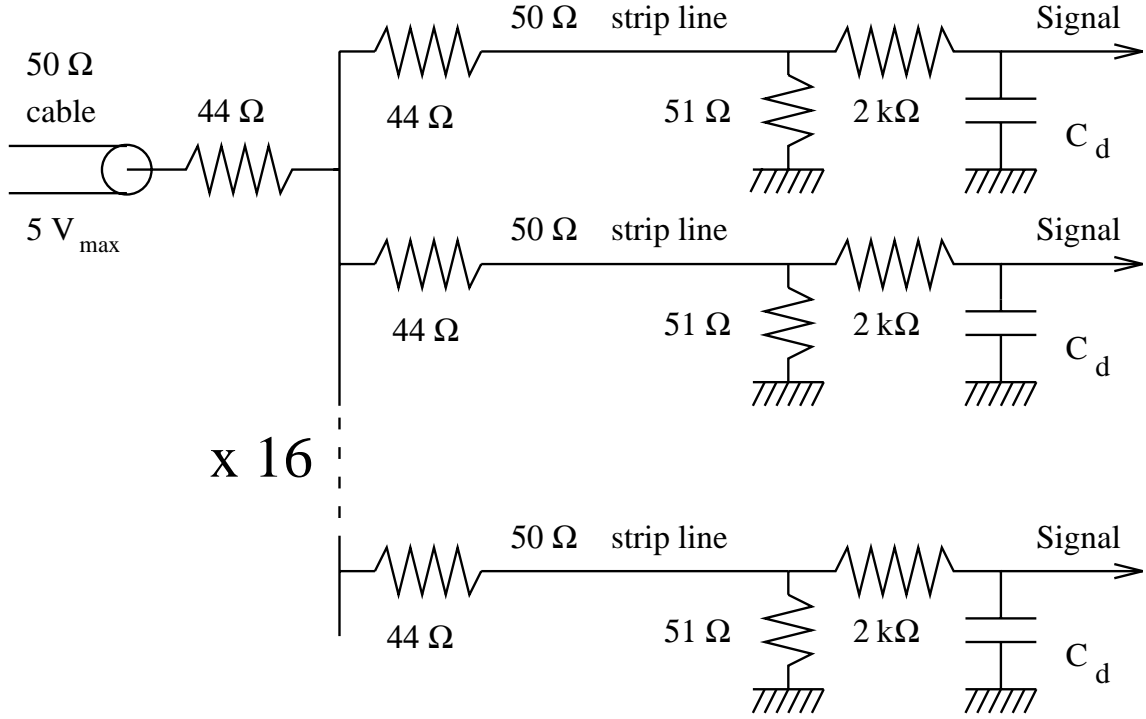 50 Ω strip line
Signal
50 Ω
cable
44 Ω
44 Ω
51 Ω
2 kΩ
C d
5 V max
50 Ω strip line
Signal
44 Ω
51 Ω
2 kΩ
C d
x 16
50 Ω strip line
Signal
44 Ω
51 Ω
2 kΩ
C d